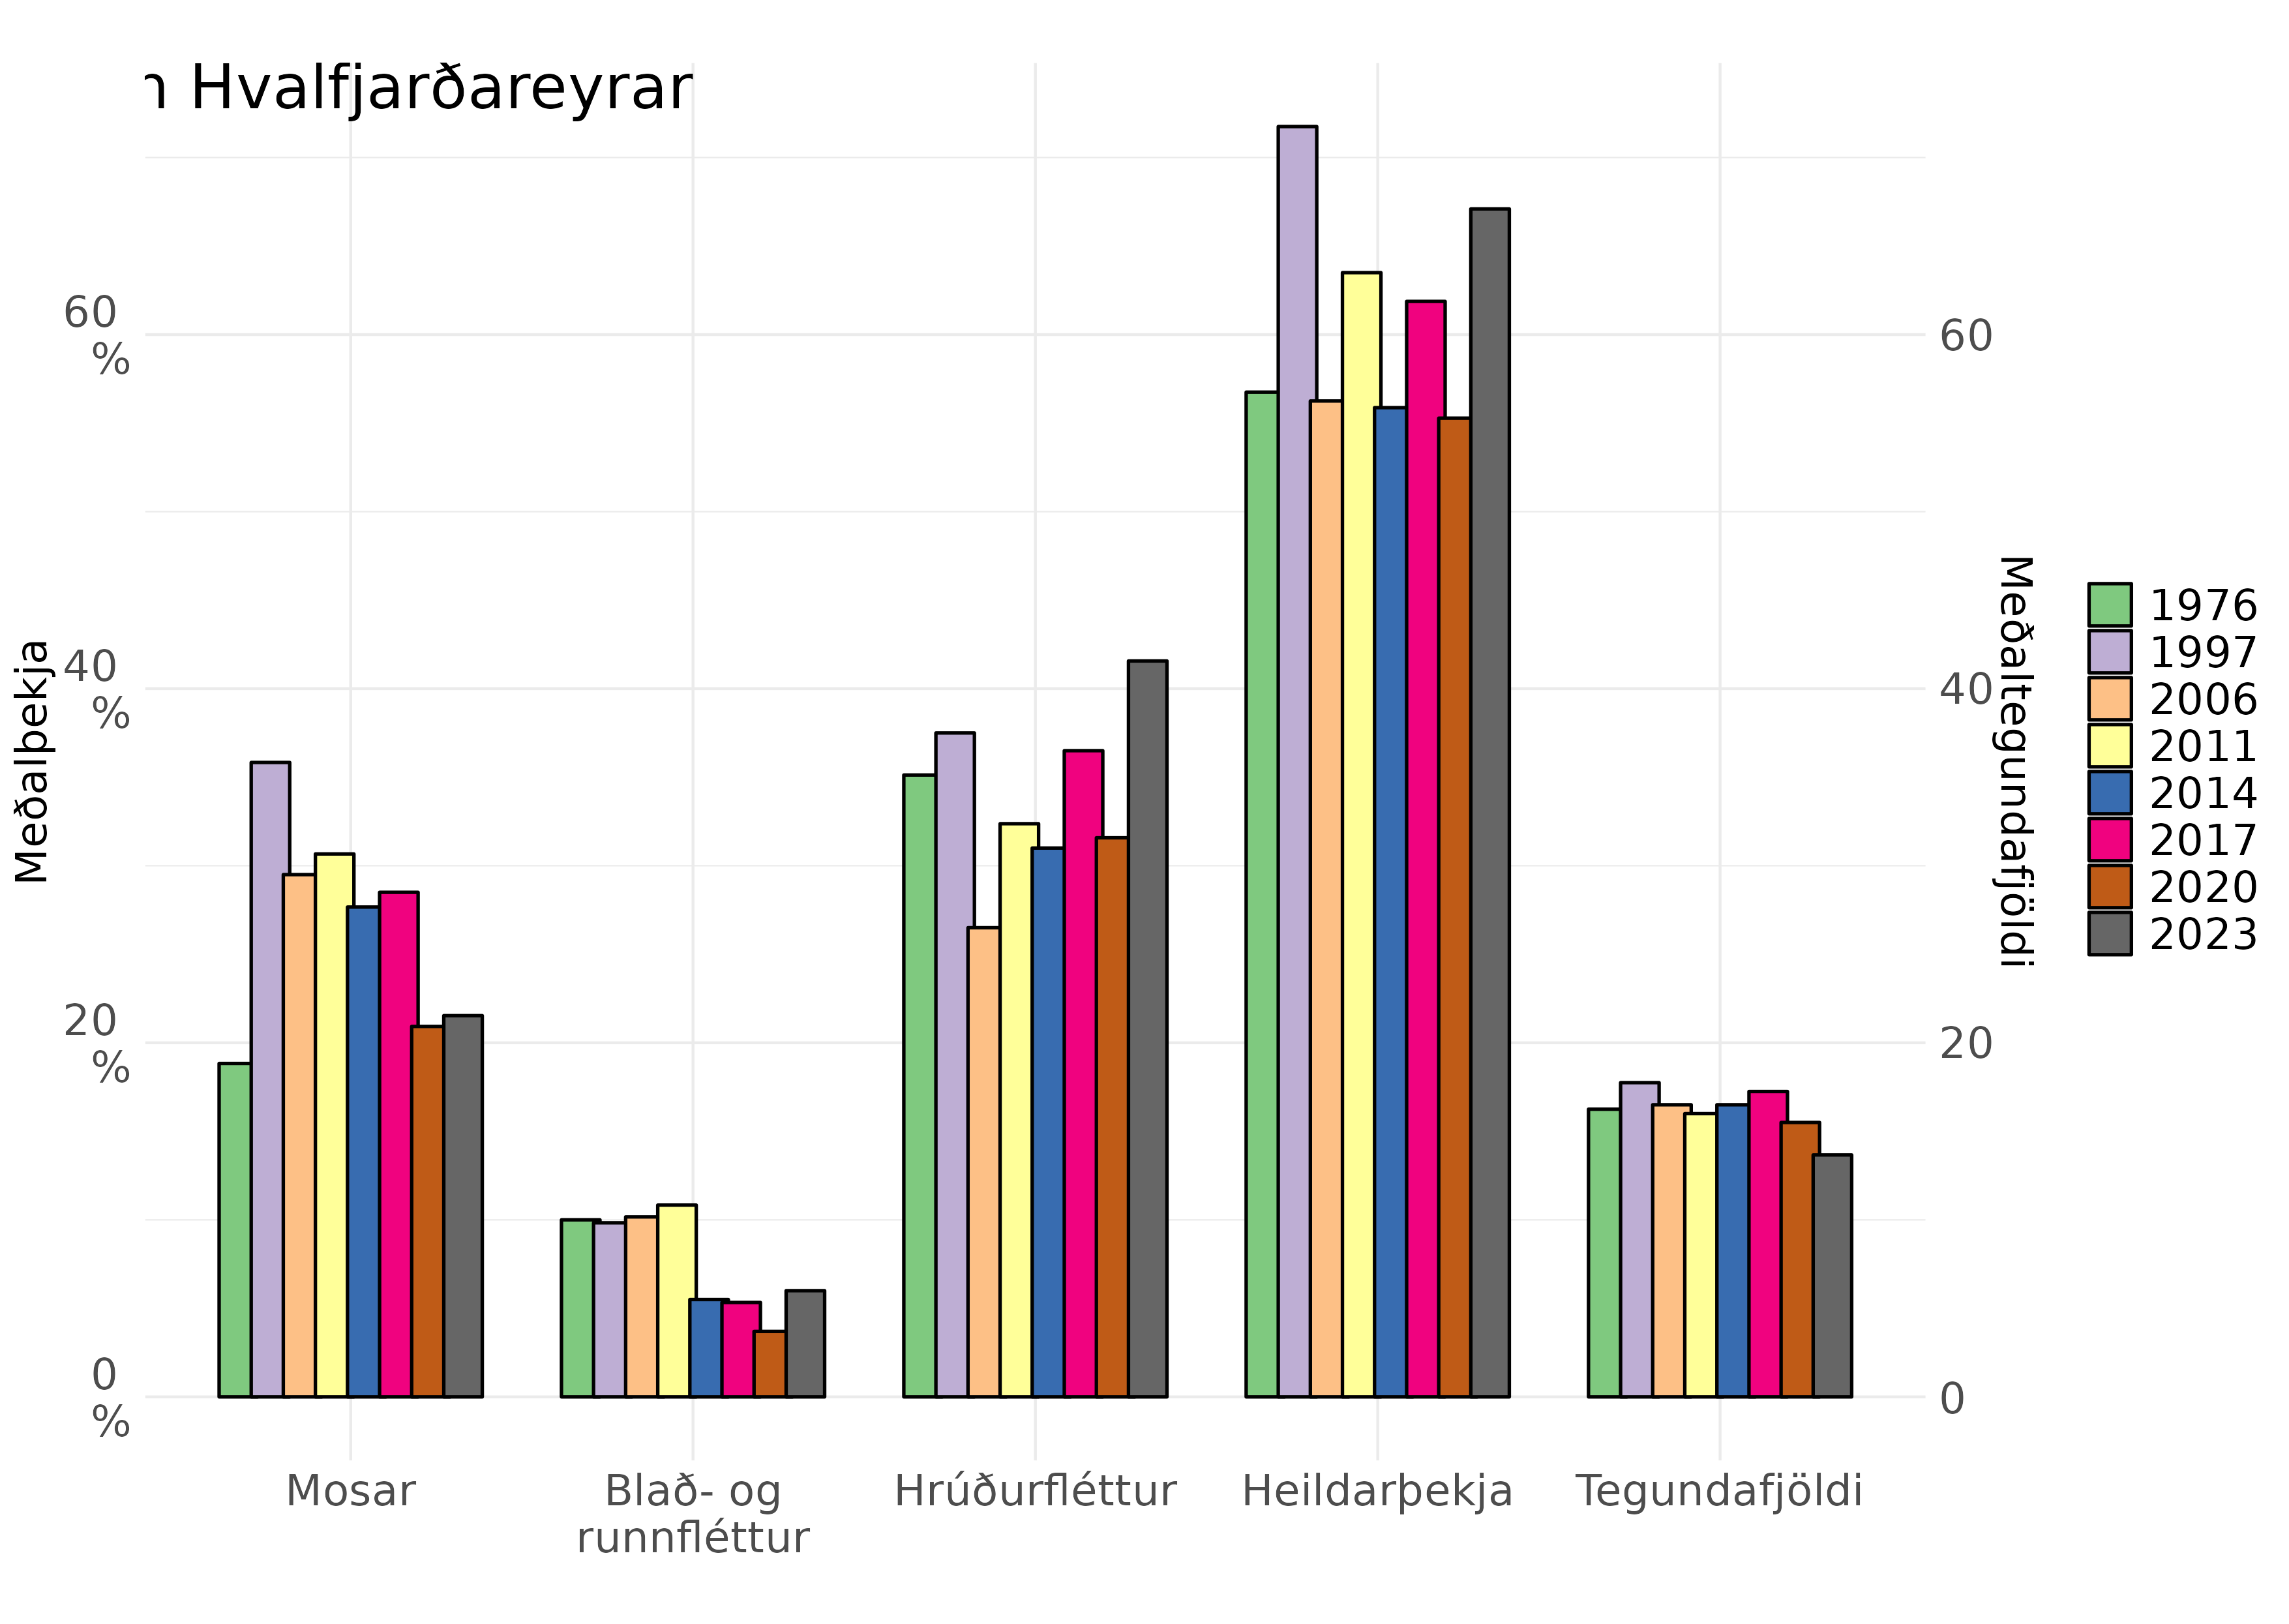 n Hvalfjarðareyrar
Meðalþekja
60
%
40
%
20
%
0
%
60
40
20
0
Meðaltegundafjöldi
1976
1997
2006
2011
2014
2017
2020
2023
Mosar
Blað- og
runnfléttur
Hrúðurfléttur
Heildarþekja
Tegundafjöldi